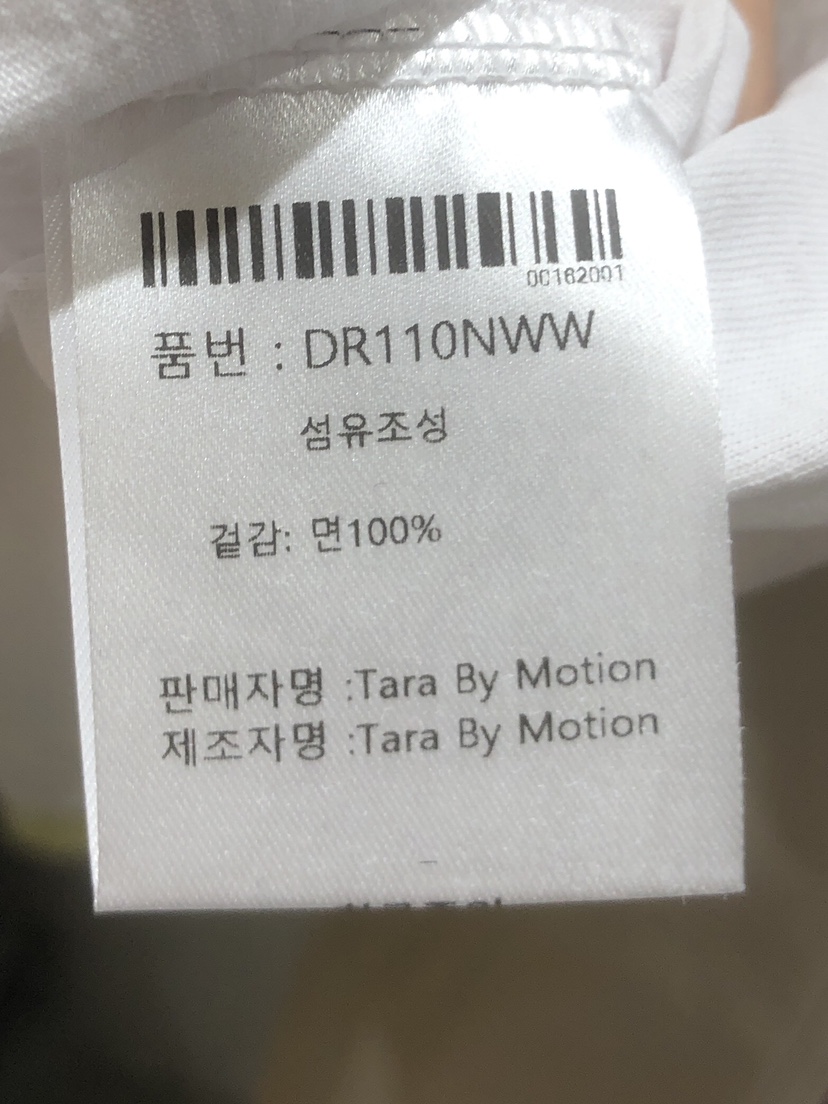 00162001
품번 : DR110NWW
섬유조성
겉감: 면100%
판매자명 :Tara By Motion
제조자명 :Tara By Motion